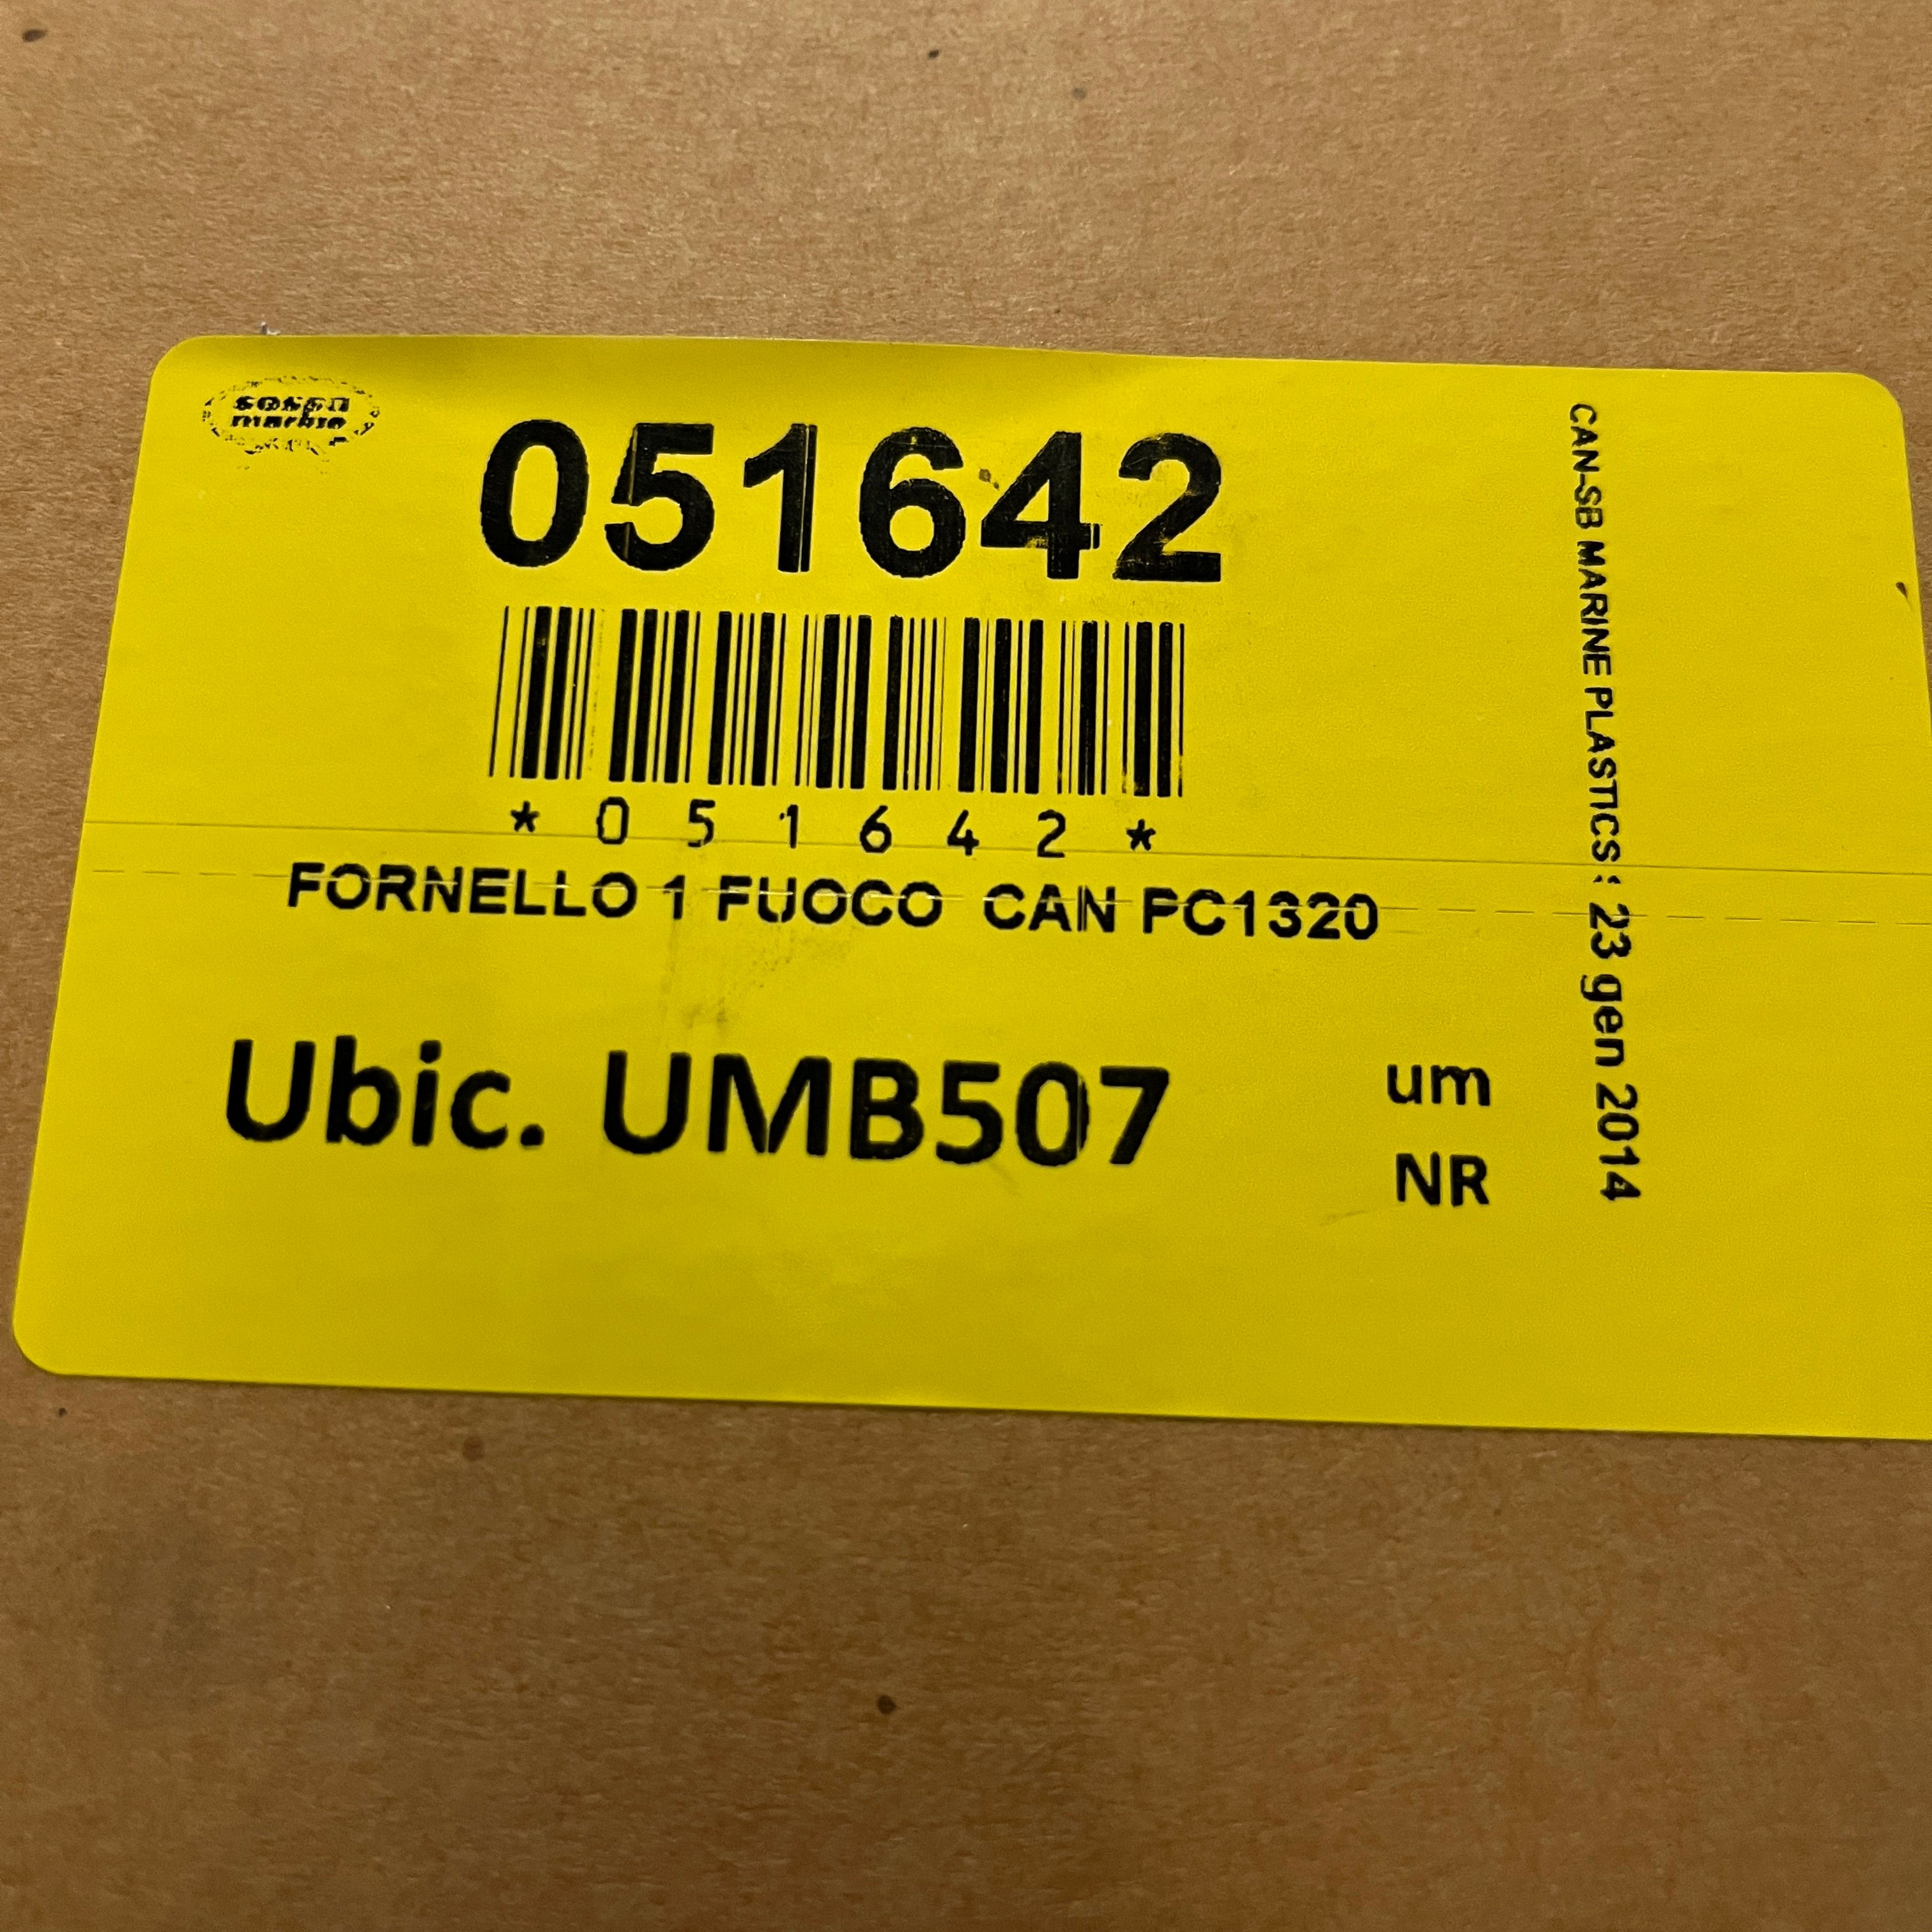 051642
*051642*
FORNELLO 1 FUOCO CAN PC1320
Ubic. UMB507
um
NR
CAN-SB MARINE PLASTICS : 23 gen 2014